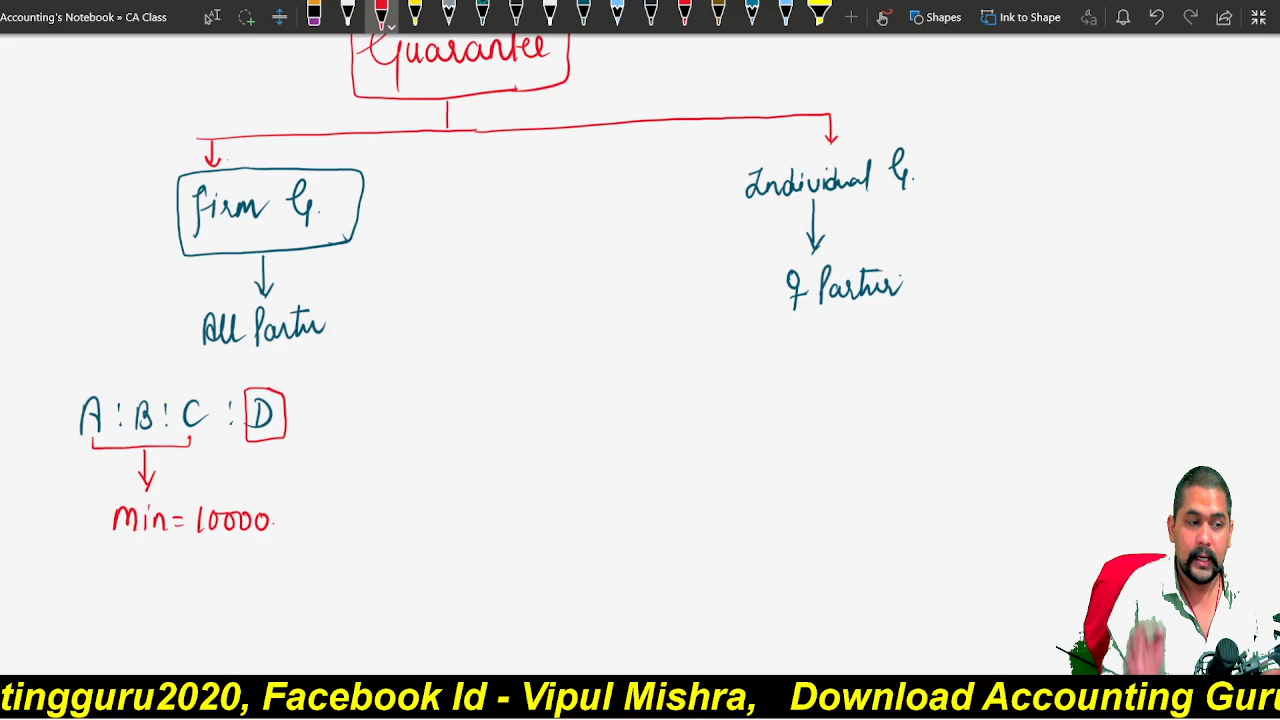 Accounting's Notebook » CA Class
Shapes
Ink to Shape
Guarantee
Firm G.
Individual G.
All Partr
Partner
A : B : C : D
Min = 10000.
tingguru2020, Facebook Id - Vipul Mishra, Download Accounting Guru